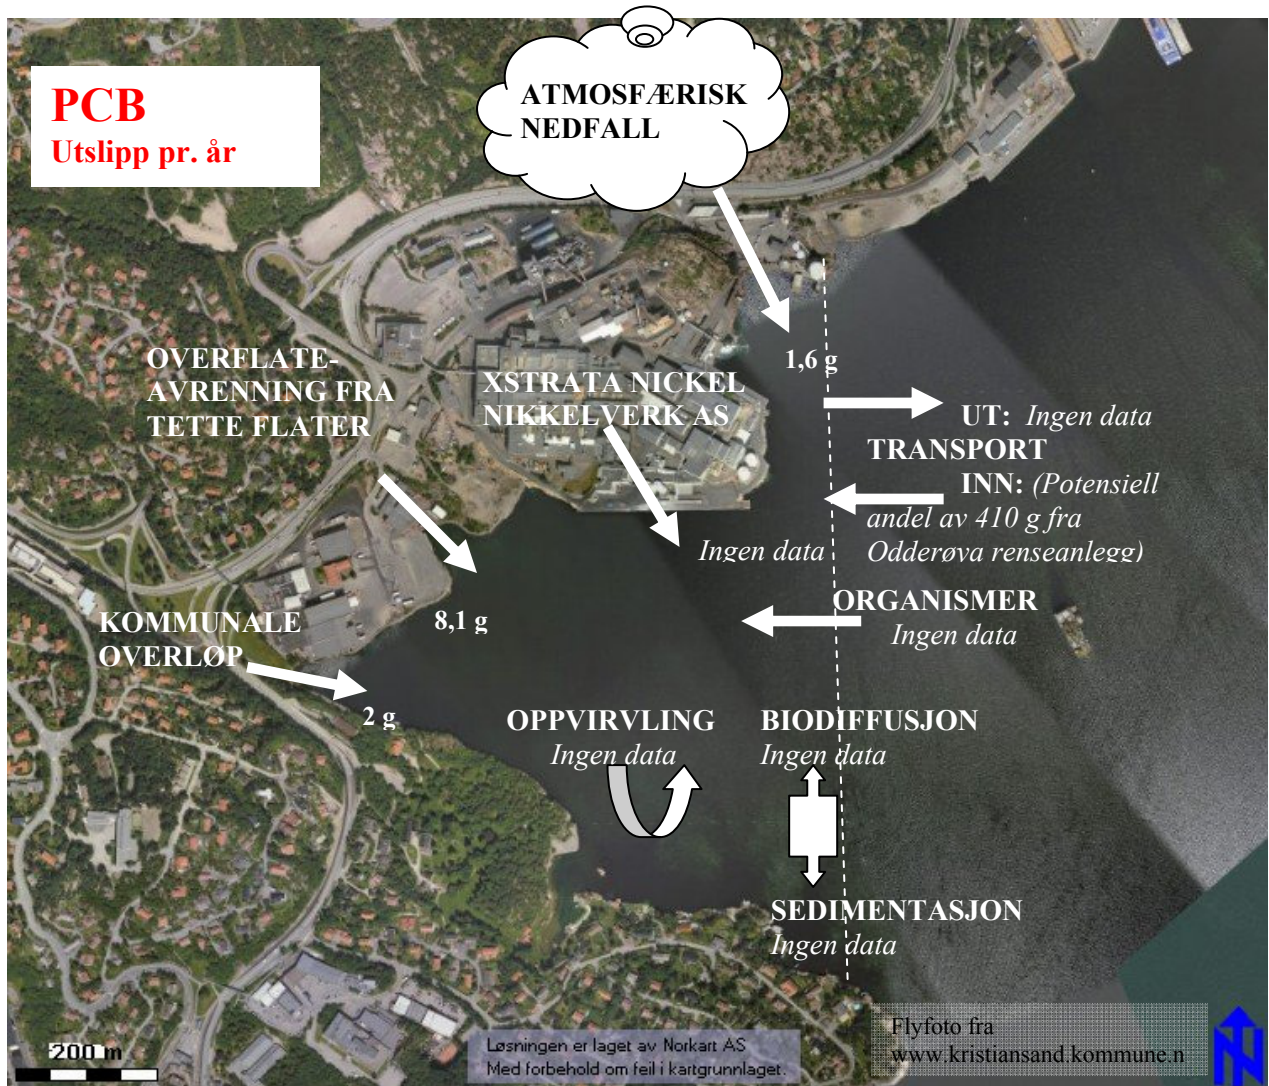 PCB
Utslipp pr. år
ATMOSFÆRISK
NEDFALL
1,6 g
OVERFLATE-
AVRENNING FRA
TETTE FLATER
8,1 g
XSTRATA NICKEL
NIKKELVERK AS
Ingen data
UT: Ingen data
TRANSPORT
INN: (Potensiell
andel av 410 g fra
Odderøya renseanlegg)
ORGANISMER
Ingen data
KOMMUNALE
OVERLØP
2 g
OPPVIRVLING
Ingen data
BIODIFFUSJON
Ingen data
SEDIMENTASJON
Ingen data
200 m
Løsningen er laget av Norkart AS
Med forbehold om feil i kartgrunnlaget.
Flyfoto fra
www.kristiansand.kommune.n
N